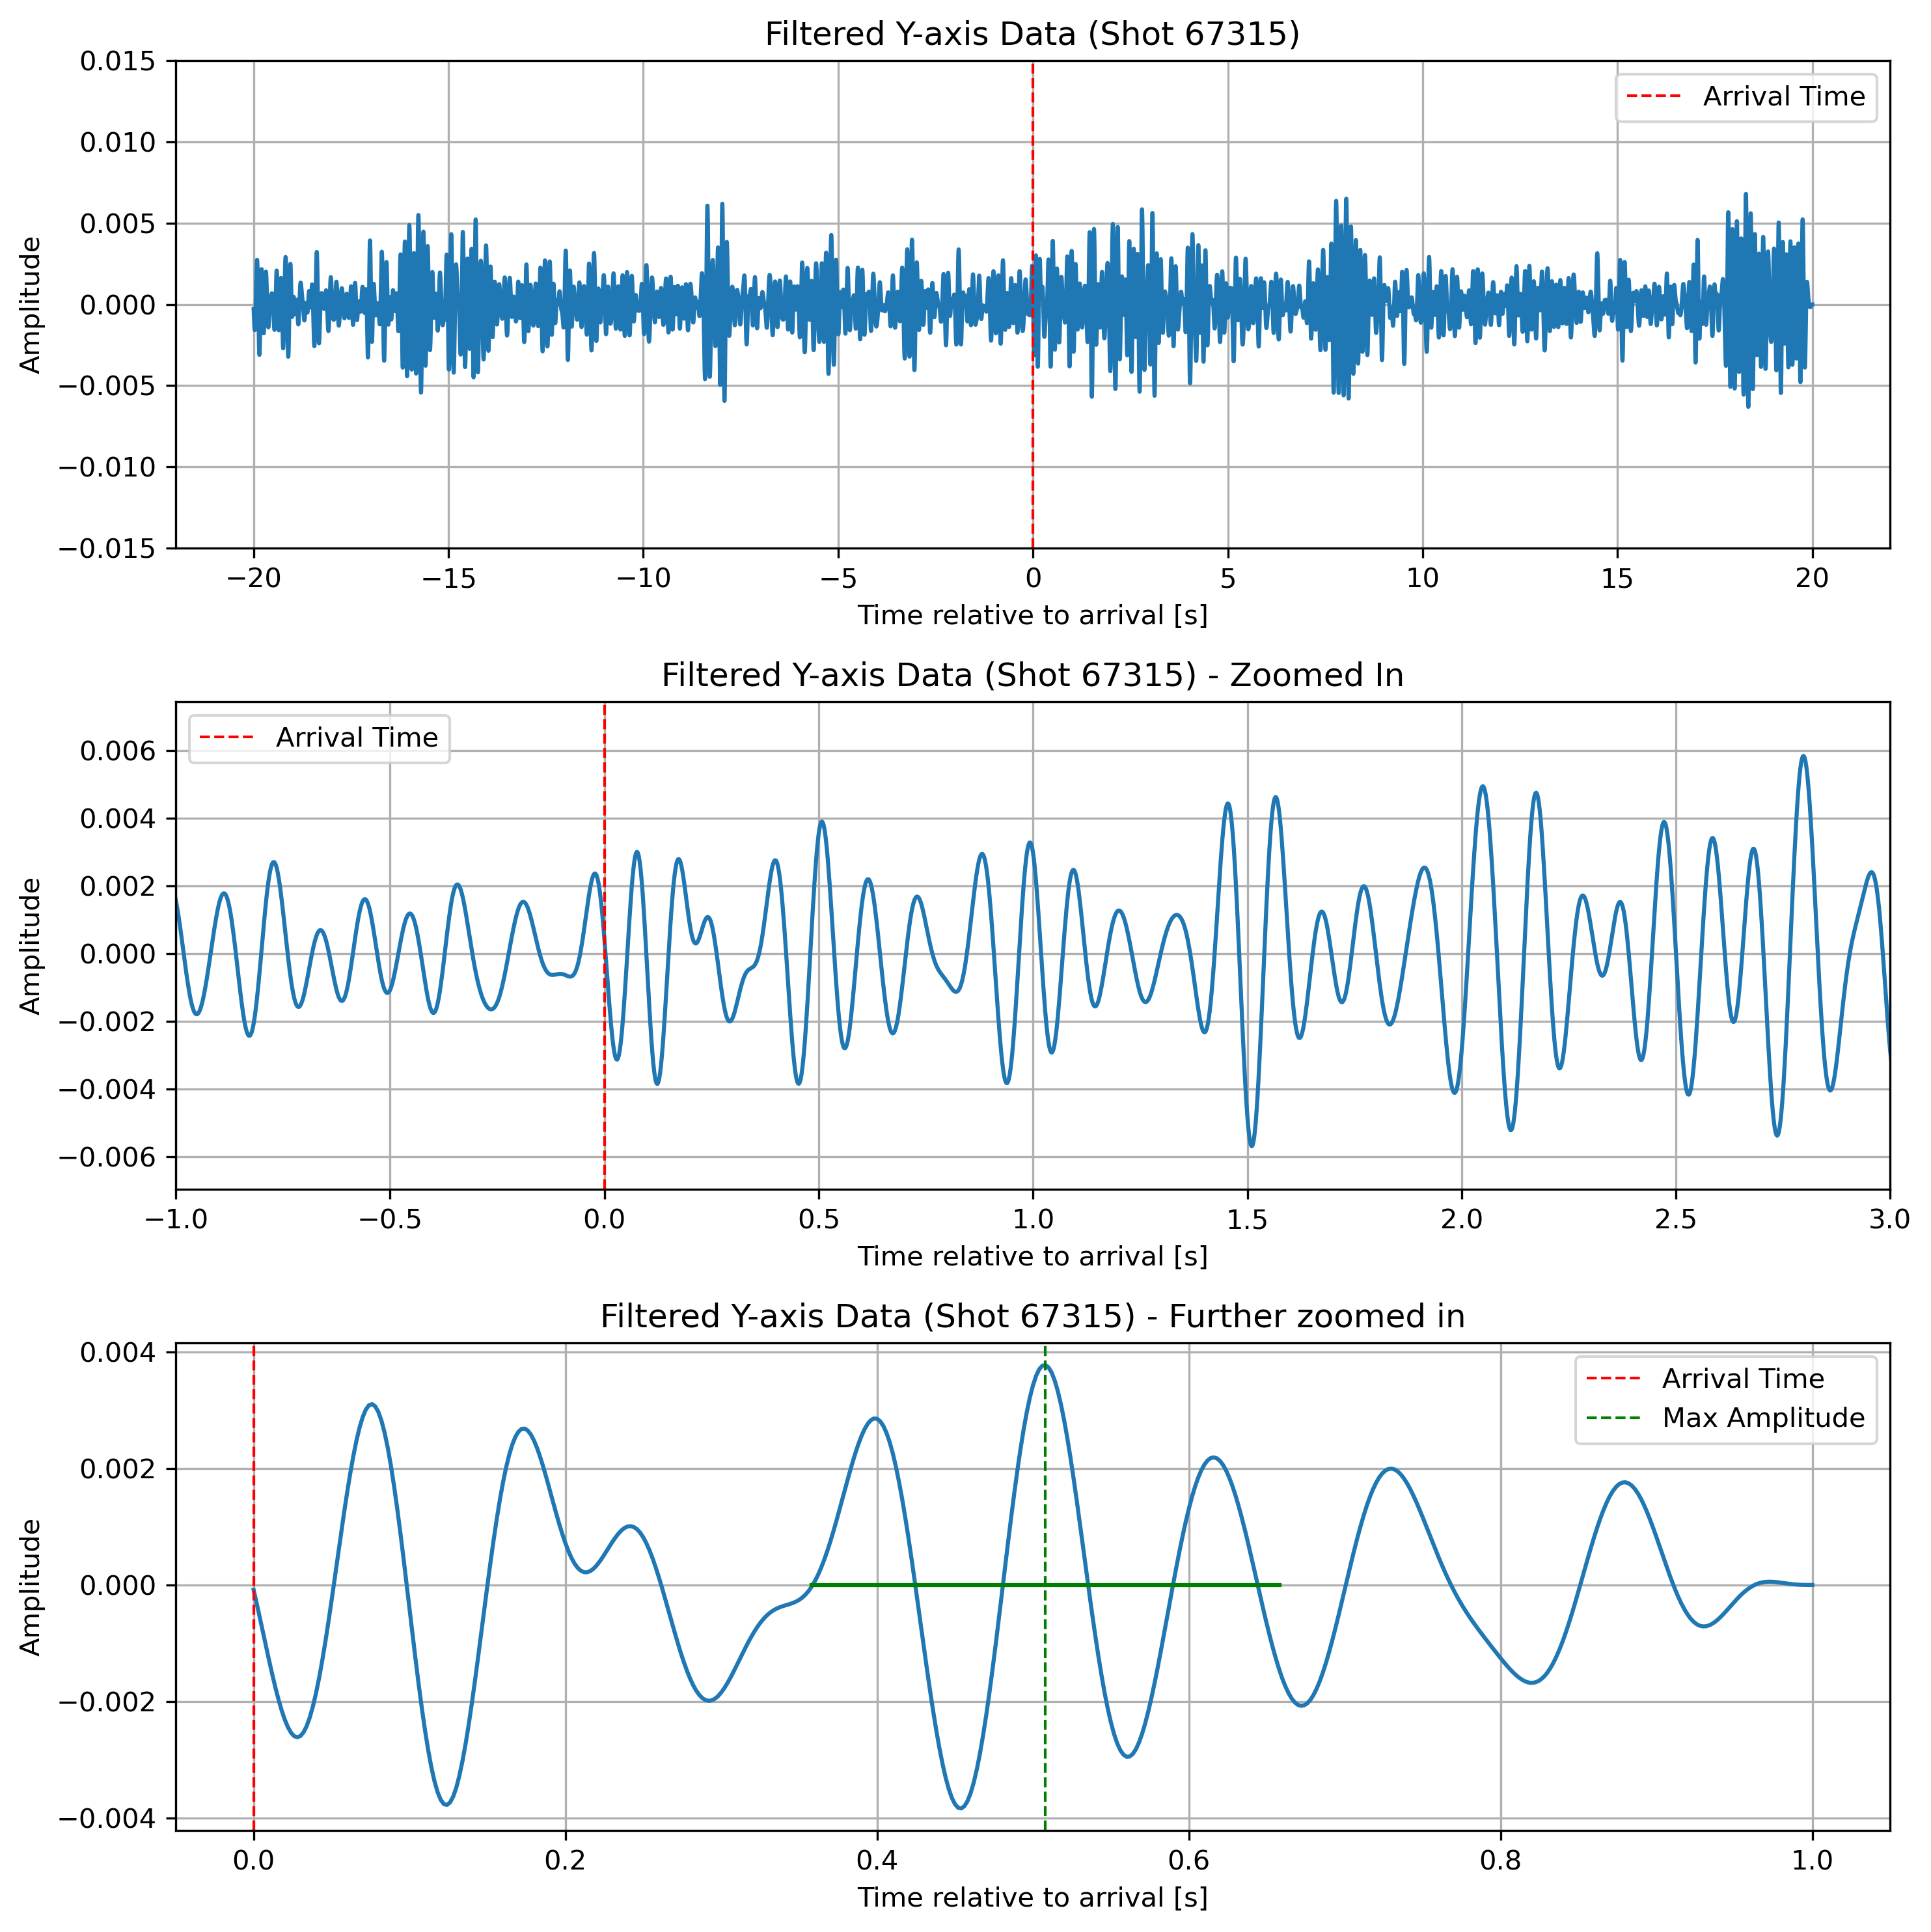 Filtered Y-axis Data (Shot 67315)
0.015
0.010
0.005
0.000
−0.005
−0.010
−0.015
Amplitude
Arrival Time
−20 −15 −10 −5 0 5 10 15 20
Time relative to arrival [s]
Filtered Y-axis Data (Shot 67315) - Zoomed In
0.006
0.004
0.002
0.000
−0.002
−0.004
−0.006
Amplitude
Arrival Time
−1.0 −0.5 0.0 0.5 1.0 1.5 2.0 2.5 3.0
Time relative to arrival [s]
Filtered Y-axis Data (Shot 67315) - Further zoomed in
0.004
0.002
0.000
−0.002
−0.004
Amplitude
Arrival Time
Max Amplitude
0.0 0.2 0.4 0.6 0.8 1.0
Time relative to arrival [s]